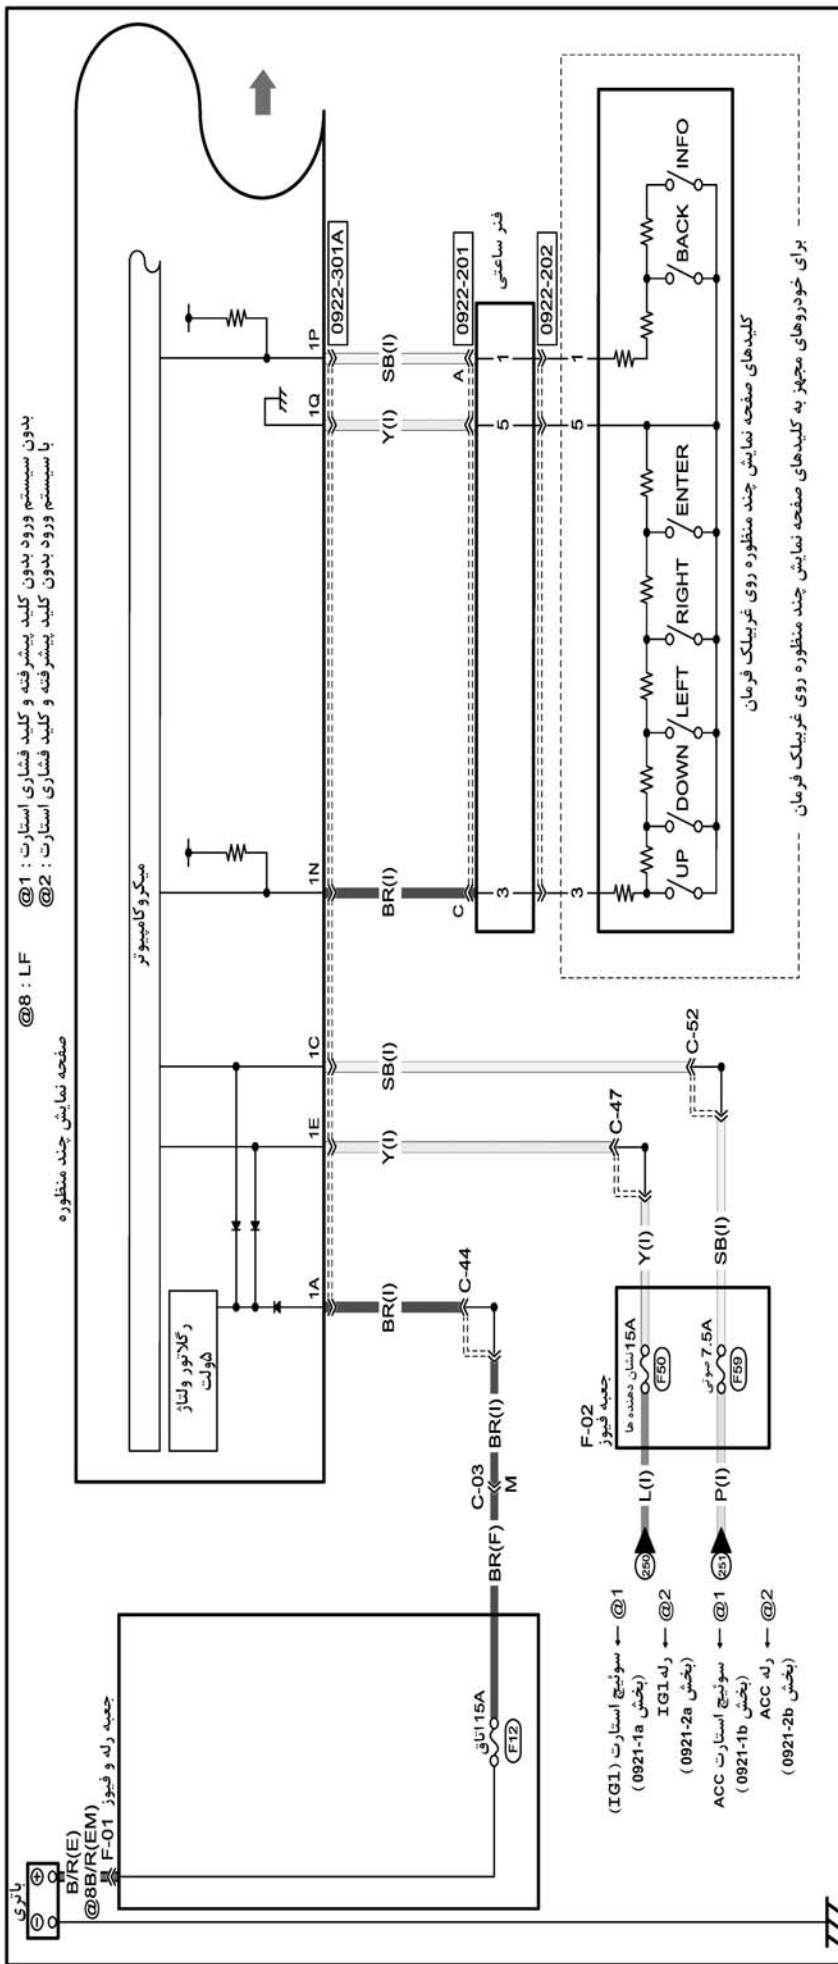 @8 : LF
@1 : بدون سیستم ورود بدون کلید پیشرفته و کلید فشاری استارت
@2 : با سیستم ورود بدون کلید پیشرفته و کلید فشاری استارت
صفحه نمایش چند منظوره
میکروکامپیوتر
رگلاتور ولتاژ
۵ولت
1A
1E
1C
1N
1Q
1P
0922-301A
BR(I)
Y(I)
SB(I)
BR(I)
Y(I)
SB(I)
C
A
0922-201
فنر ساعتی
3
5
1
0922-202
3
5
1
UP
DOWN
LEFT
RIGHT
ENTER
BACK
INFO
کلیدهای صفحه نمایش چند منظوره روی غربیلک فرمان
برای خودروهای مجهز به کلیدهای صفحه نمایش چند منظوره روی غربیلک فرمان
C-44
C-47
C-52
باتری
B/R(E)
@8B/R(EM)
F-01
جعبه رله و فیوز
اتاق 15A
F12
BR(F)
C-03
M
BR(I)
F-02
جعبه فیوز
نشان دهنده ها 15A
F50
صوتی 7.5A
F59
Y(I)
SB(I)
L(I)
P(I)
250
251
@1 ← سوئیچ استارت (IG1)
(بخش 0921-1a)
@2 ← رله IG1
(بخش 0921-2a)
@1 ← سوئیچ استارت ACC
(بخش 0921-1b)
@2 ← رله ACC
(بخش 0921-2b)